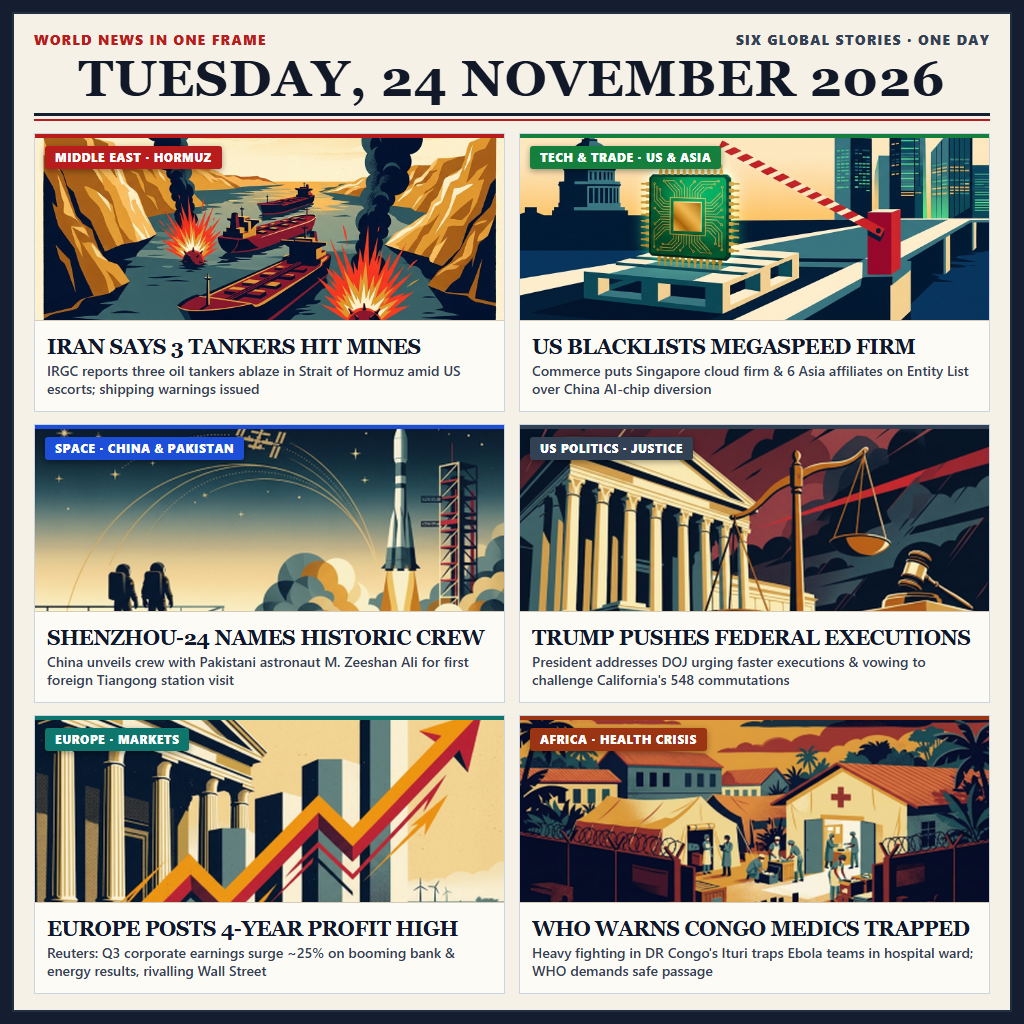 WORLD NEWS IN ONE FRAME
SIX GLOBAL STORIES · ONE DAY
TUESDAY, 24 NOVEMBER 2026
MIDDLE EAST · HORMUZ
IRAN SAYS 3 TANKERS HIT MINES
IRGC reports three oil tankers ablaze in Strait of Hormuz amid US
escorts; shipping warnings issued
TECH & TRADE · US & ASIA
US BLACKLISTS MEGASPEED FIRM
Commerce puts Singapore cloud firm & 6 Asia affiliates on Entity List
over China AI-chip diversion
SPACE · CHINA & PAKISTAN
SHENZHOU-24 NAMES HISTORIC CREW
China unveils crew with Pakistani astronaut M. Zeeshan Ali for first
foreign Tiangong station visit
US POLITICS · JUSTICE
TRUMP PUSHES FEDERAL EXECUTIONS
President addresses DOJ urging faster executions & vowing to
challenge California's 548 commutations
EUROPE · MARKETS
EUROPE POSTS 4-YEAR PROFIT HIGH
Reuters: Q3 corporate earnings surge ~25% on booming bank &
energy results, rivalling Wall Street
AFRICA · HEALTH CRISIS
WHO WARNS CONGO MEDICS TRAPPED
Heavy fighting in DR Congo's Ituri traps Ebola teams in hospital ward;
WHO demands safe passage